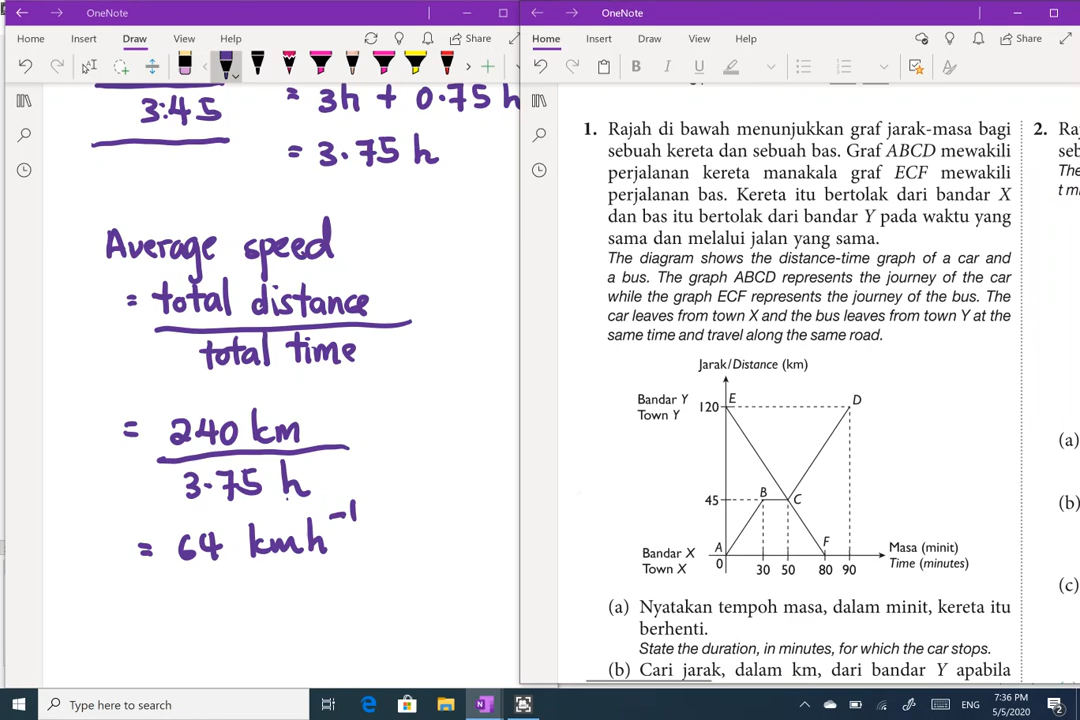 OneNote
Home Insert Draw View Help Share
3:45
= 3h + 0.75 h
= 3.75 h
Average speed
= total distance
total time
= 240 km
3.75 h
= 64 kmh⁻¹
OneNote
Home Insert Draw View Help Share
B I U
1. Rajah di bawah menunjukkan graf jarak-masa bagi
sebuah kereta dan sebuah bas. Graf ABCD mewakili
perjalanan kereta manakala graf ECF mewakili
perjalanan bas. Kereta itu bertolak dari bandar X
dan bas itu bertolak dari bandar Y pada waktu yang
sama dan melalui jalan yang sama.
The diagram shows the distance-time graph of a car and
a bus. The graph ABCD represents the journey of the car
while the graph ECF represents the journey of the bus. The
car leaves from town X and the bus leaves from town Y at the
same time and travel along the same road.
Jarak/Distance (km)
Bandar Y
Town Y
120 E D
45 B C
A F
Bandar X
Town X
0 30 50 80 90
Masa (minit)
Time (minutes)
(a) Nyatakan tempoh masa, dalam minit, kereta itu
berhenti.
State the duration, in minutes, for which the car stops.
(b) Cari jarak, dalam km, dari bandar Y apabila
2.
The
(a)
(b)
(c)
Type here to search
ENG
7:36 PM
5/5/2020
2